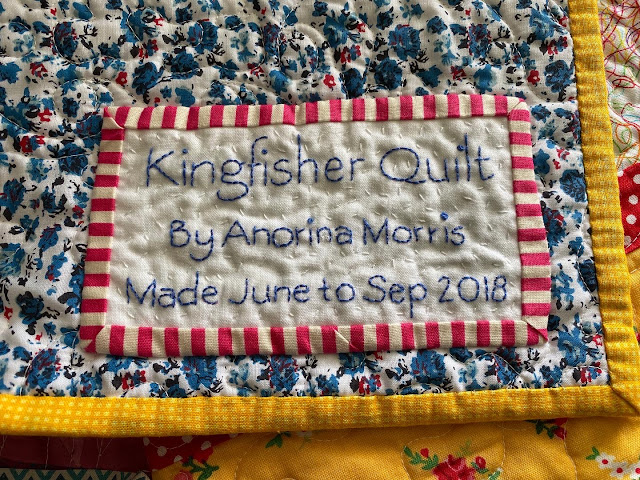 Kingfisher Quilt
By Anorina Morris
Made June to Sep 2018